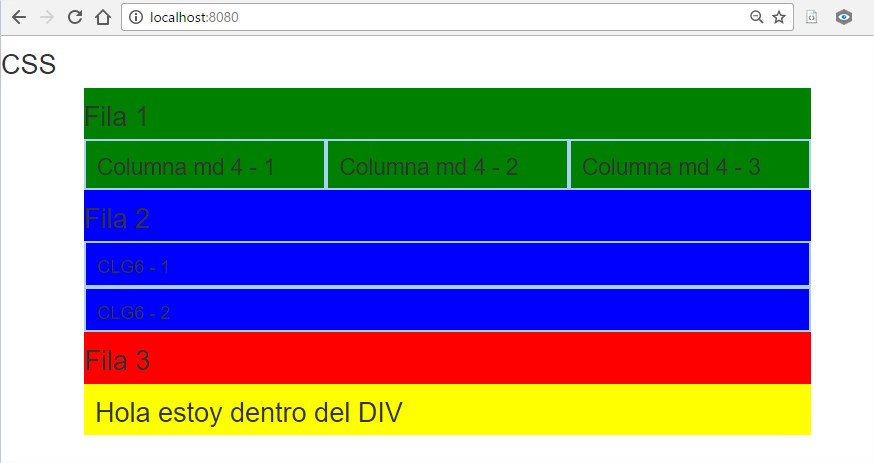 localhost:8080
CSS
Fila 1
Columna md 4 - 1
Columna md 4 - 2
Columna md 4 - 3
Fila 2
CLG6 - 1
CLG6 - 2
Fila 3
Hola estoy dentro del DIV